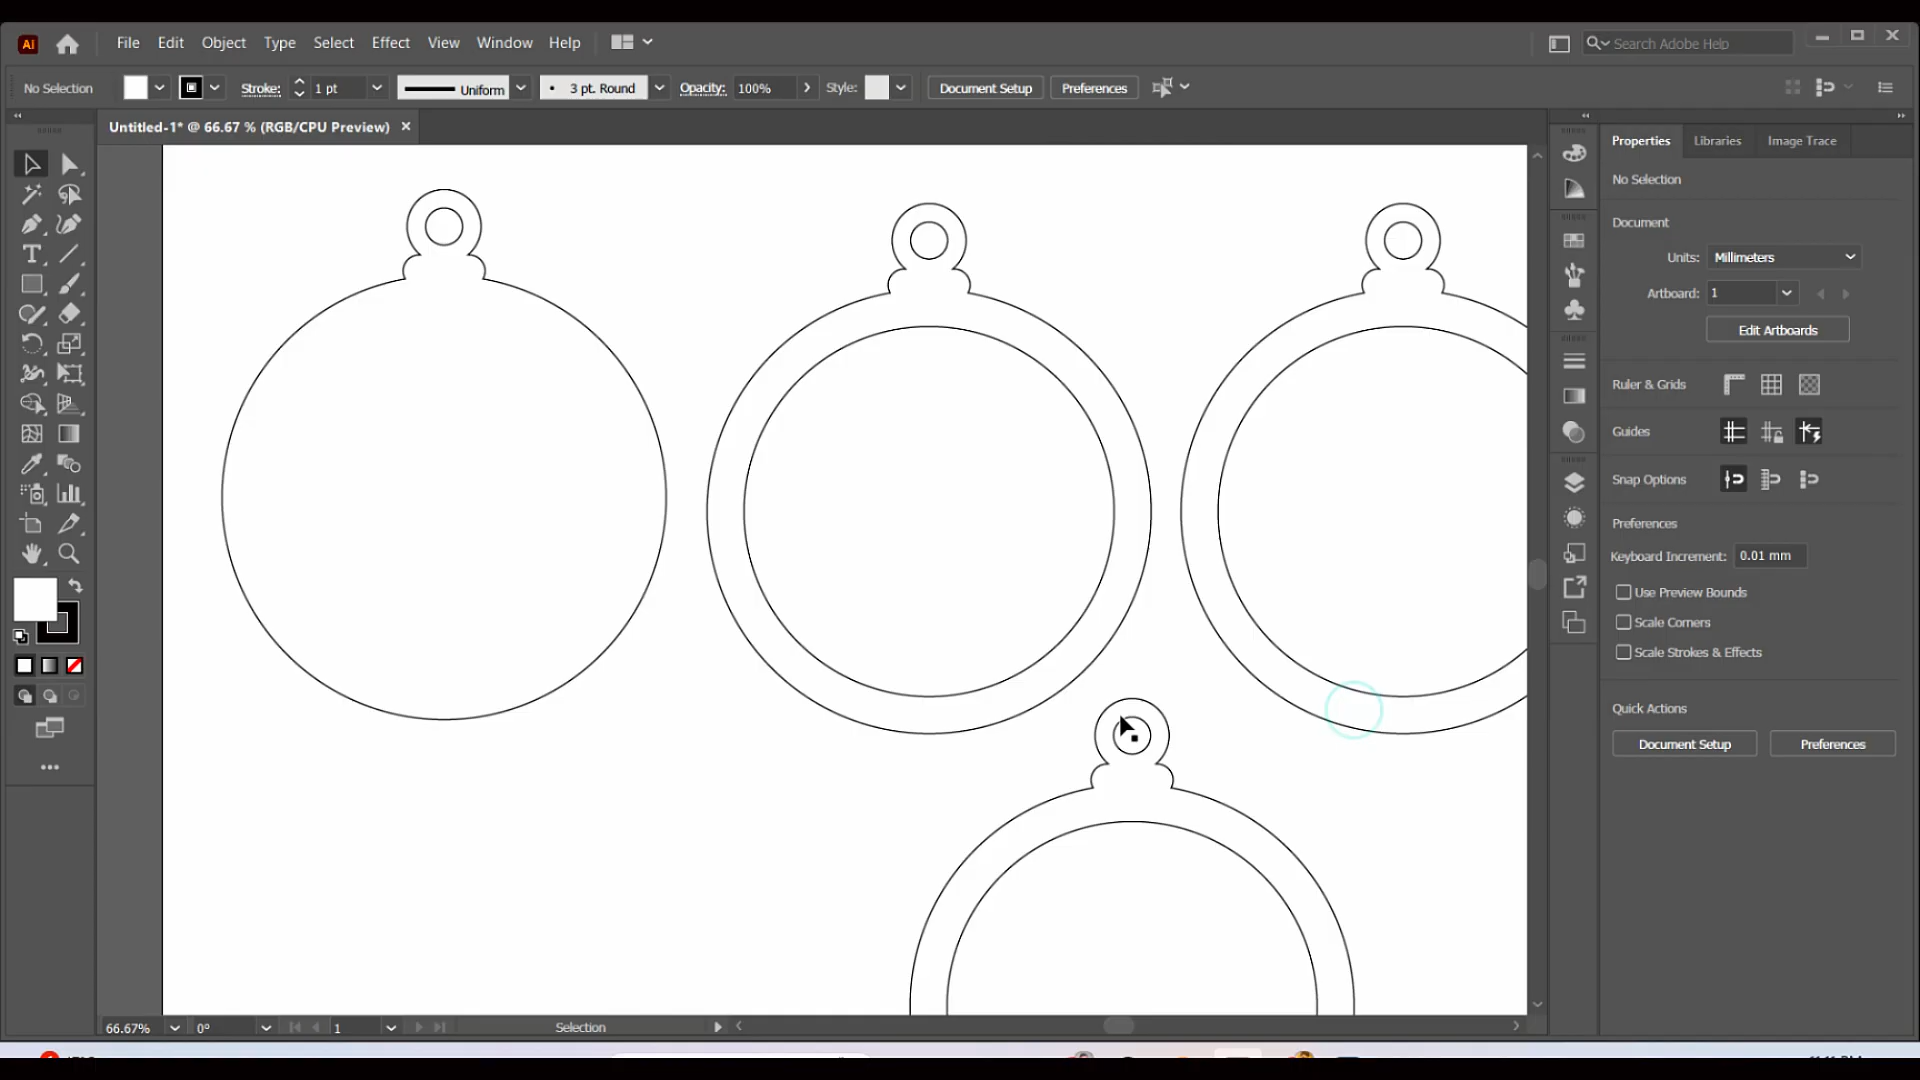 Ai File Edit Object Type Select Effect View Window Help Search Adobe Help
No Selection Stroke: 1 pt Uniform 3 pt. Round Opacity: 100% Style: Document Setup Preferences
Untitled-1* @ 66.67 % (RGB/CPU Preview)
Properties Libraries Image Trace
No Selection
Document
Units: Millimeters
Artboard: 1
Edit Artboards
Ruler & Grids
Guides
Snap Options
Preferences
Keyboard Increment: 0.01 mm
Use Preview Bounds
Scale Corners
Scale Strokes & Effects
Quick Actions
Document Setup Preferences
66.67% 0° 1 Selection